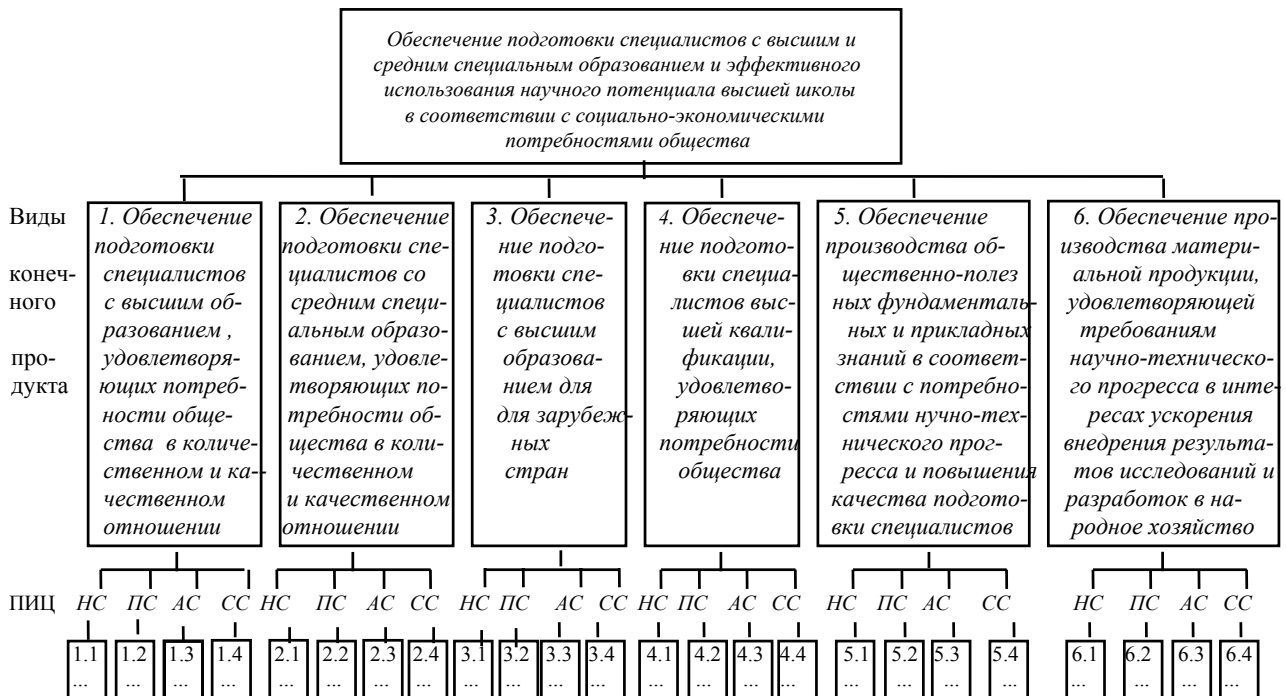 Обеспечение подготовки специалистов с высшим и
средним специальным образованием и эффективного
использования научного потенциала высшей школы
в соответствии с социально-экономическими
потребностями общества
Виды
конеч-
ного
про-
дукта
1. Обеспечение
подготовки
специалистов
с высшим об-
разованием ,
удовлетворя-
ющих потреб-
ности обще-
ства в количе-
ственном и ка--
чественном
отношении
2. Обеспечение
подготовки спе-
циалистов со
средним специ-
альным образо-
ванием, удовле-
творяющих по-
требности об-
щества в коли-
чественном
и качественном
отношении
3. Обеспече-
ние подго-
товки спе-
циалистов
с высшим
образова-
нием для
для зарубеж-
ных
стран
4. Обеспече-
ние подгото-
вки специа-
листов выс-
шей квали-
фикации,
удовлетво-
ряющих
потребности
общества
5. Обеспечение
производства об-
щественно-полез
ных фундаменталь-
ных и прикладных
знаний в соответ-
ствии с потребно-
стями нучно-тех-
нического прог-
ресса и повышения
качества подгото-
вки специалистов
6. Обеспечение про-
изводства матери-
альной продукции,
удовлетворяющей
требованиям
научно-техническо-
го прогресса в инте-
ресах ускорения
внедрения результа-
тов исследований и
разработок в на-
родное хозяйство
ПИЦ НС ПС АС СС НС ПС АС СС НС ПС АС СС НС ПС АС СС НС ПС АС СС НС ПС АС СС
1.1 1.2 1.3 1.4 2.1 2.2 2.3 2.4 3.1 3.2 3.3 3.4 4.1 4.2 4.3 4.4 5.1 5.2 5.3 5.4 6.1 6.2 6.3 6.4
... ... ... ... ... ... ... ... ... ... ... ... ... ... ... ... ... ... ... ... ... ... ... ...